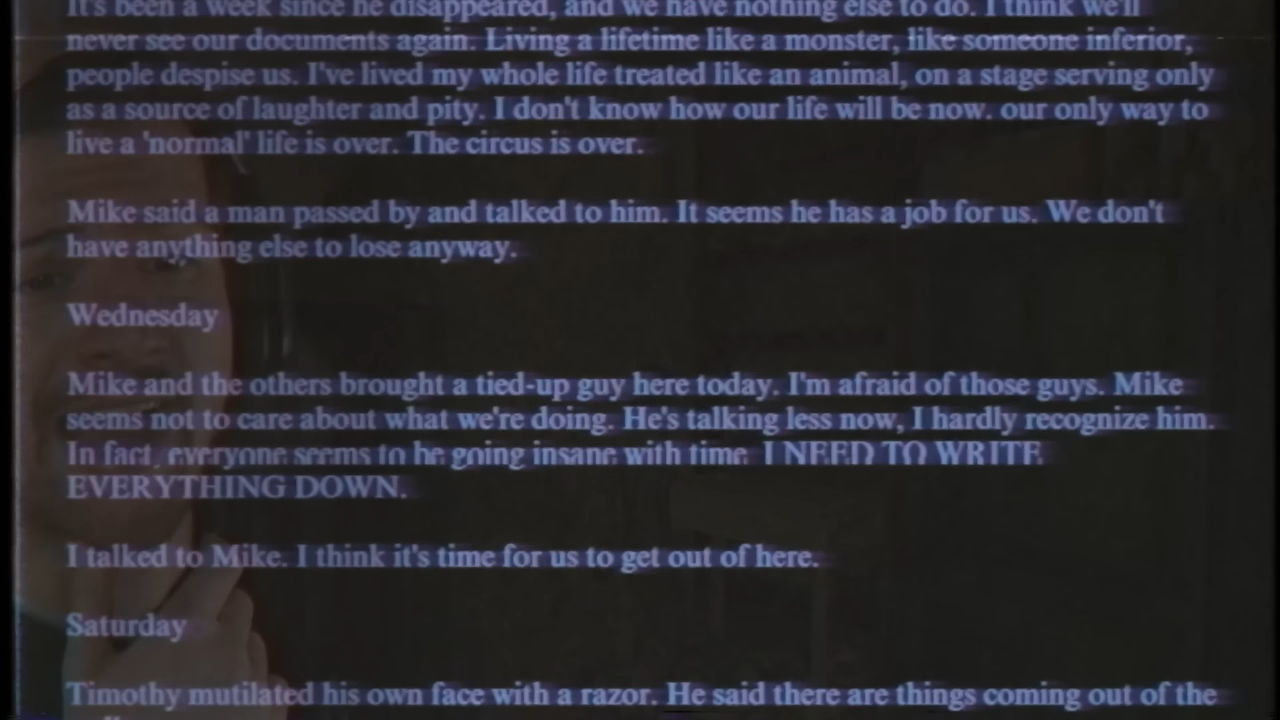 It's been a week since he disappeared, and we have nothing else to do. I think we'll
never see our documents again. Living a lifetime like a monster, like someone inferior,
people despise us. I've lived my whole life treated like an animal, on a stage serving only
as a source of laughter and pity. I don't know how our life will be now. our only way to
live a 'normal' life is over. The circus is over.
Mike said a man passed by and talked to him. It seems he has a job for us. We don't
have anything else to lose anyway.
Wednesday
Mike and the others brought a tied-up guy here today. I'm afraid of those guys. Mike
seems not to care about what we're doing. He's talking less now, I hardly recognize him.
In fact, everyone seems to be going insane with time. I NEED TO WRITE
EVERYTHING DOWN.
I talked to Mike. I think it's time for us to get out of here.
Saturday
Timothy mutilated his own face with a razor. He said there are things coming out of the